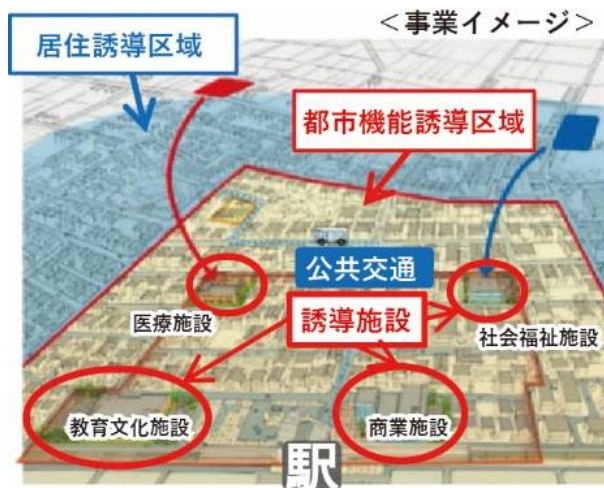 ＜事業イメージ＞
居住誘導区域
都市機能誘導区域
公共交通
医療施設
誘導施設
社会福祉施設
教育文化施設
商業施設
駅